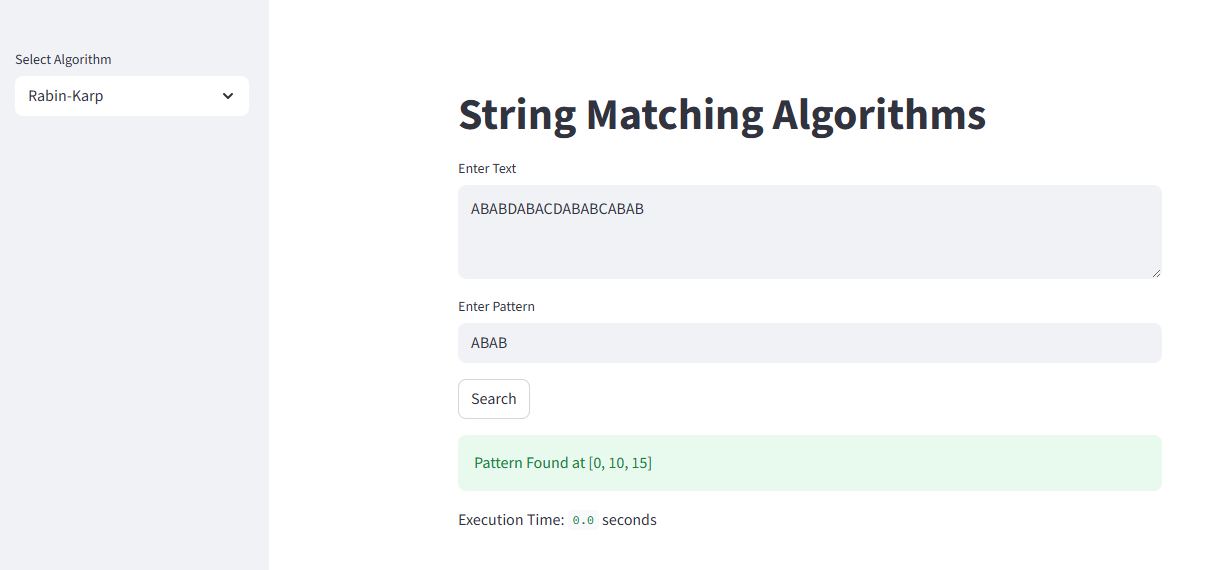 Select Algorithm
Rabin-Karp
String Matching Algorithms
Enter Text
ABABDABACDABABCABAB
Enter Pattern
ABAB
Search
Pattern Found at [0, 10, 15]
Execution Time: 0.0 seconds